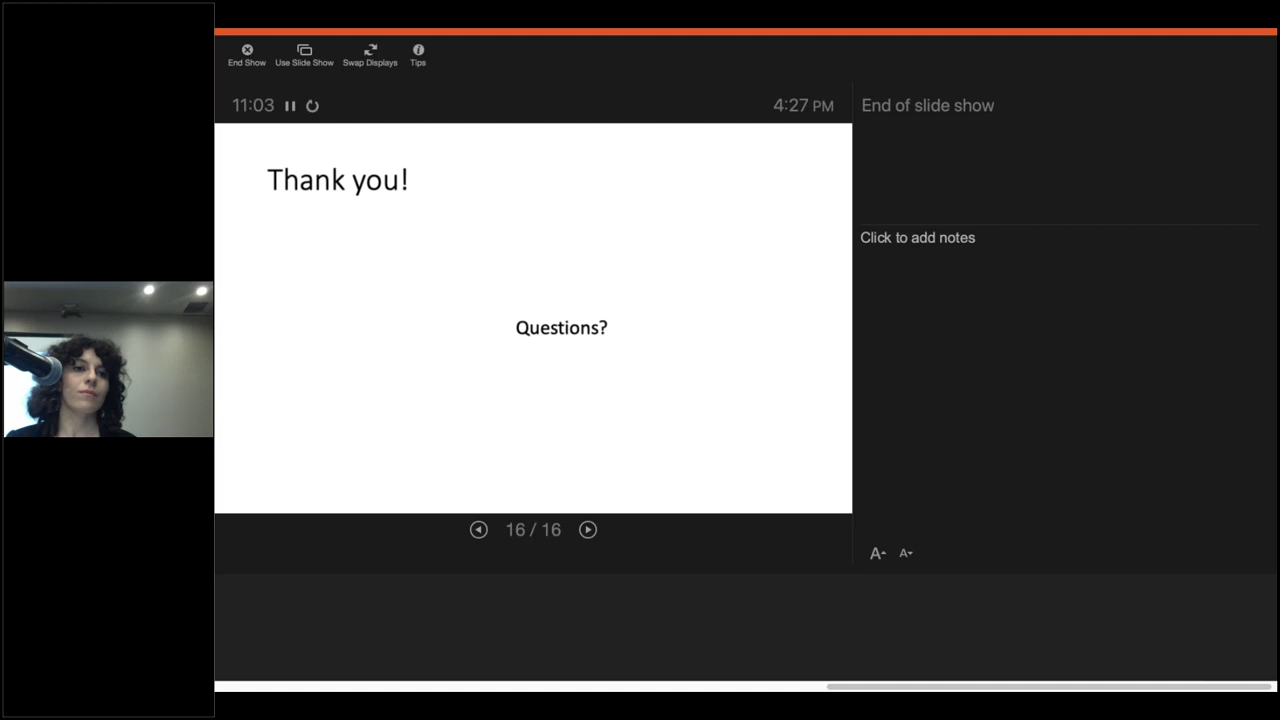 End Show Use Slide Show Swap Displays Tips
11:03 4:27 PM
End of slide show
Thank you!
Click to add notes
Questions?
16 / 16
A A